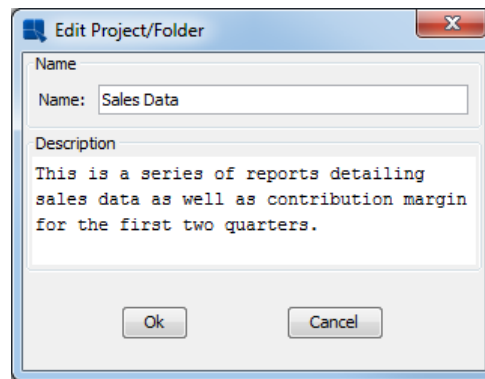 Edit Project/Folder
Name
Name: Sales Data
Description
This is a series of reports detailing
sales data as well as contribution margin
for the first two quarters.
Ok Cancel